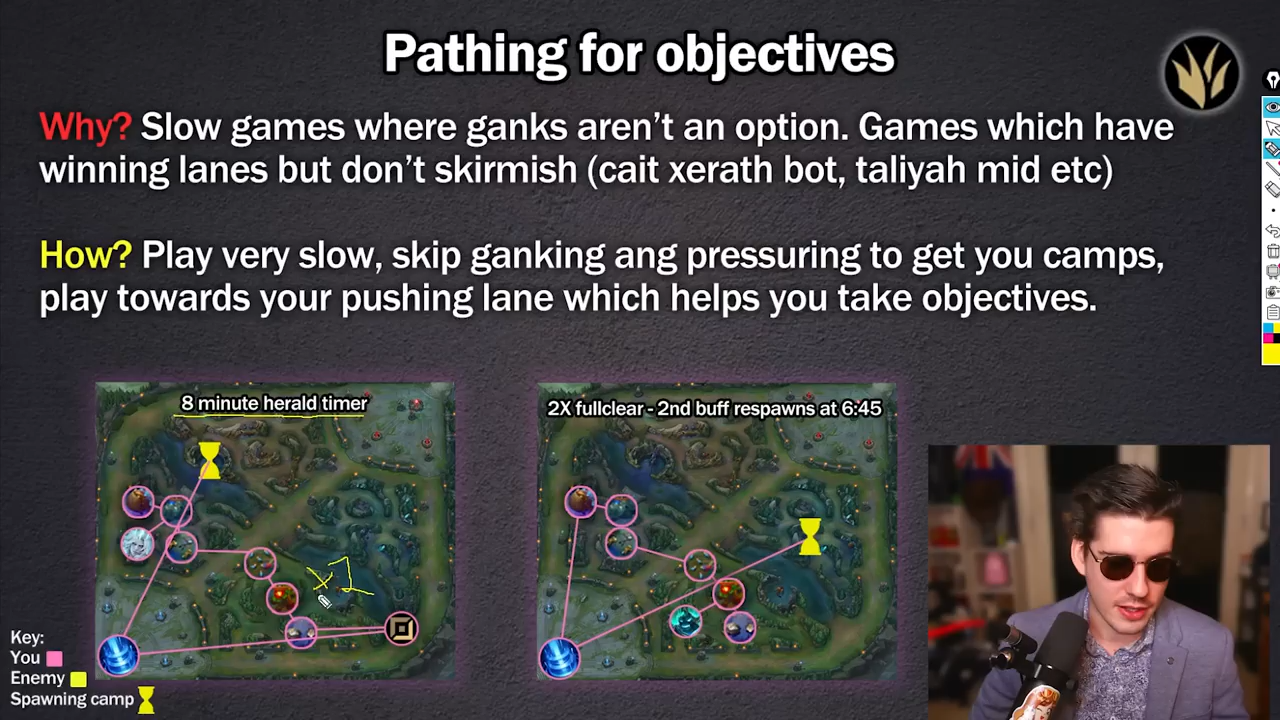 Pathing for objectives
Why? Slow games where ganks aren't an option. Games which have
winning lanes but don't skirmish (cait xerath bot, taliyah mid etc)
How? Play very slow, skip ganking ang pressuring to get you camps,
play towards your pushing lane which helps you take objectives.
8 minute herald timer
2X fullclear - 2nd buff respawns at 6:45
Key:
You
Enemy
Spawning camp